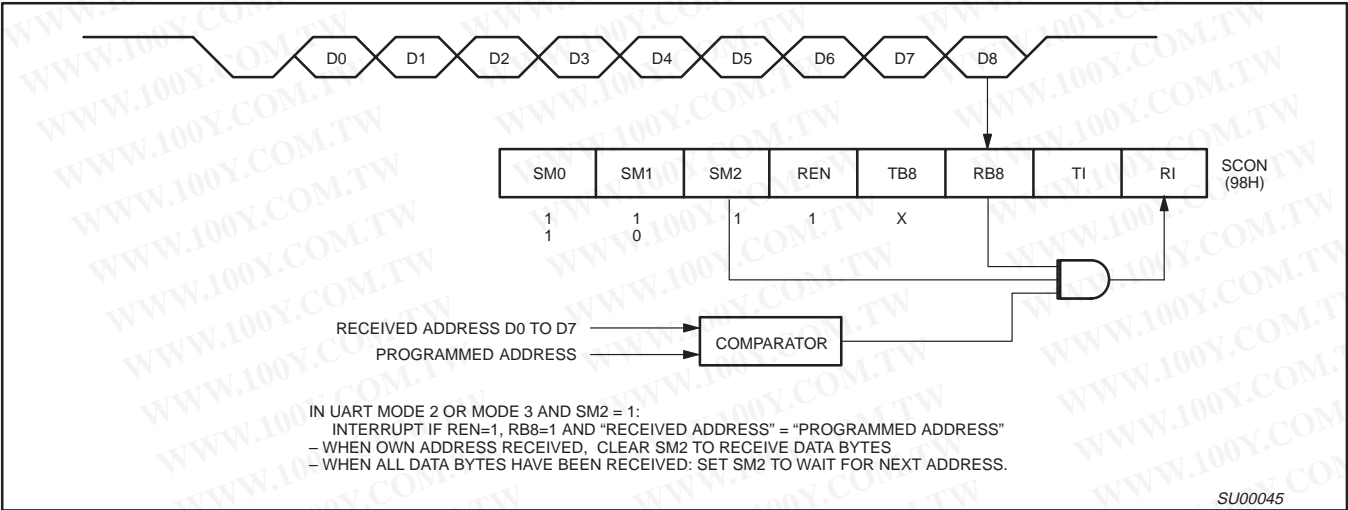 D0 D1 D2 D3 D4 D5 D6 D7 D8
SM0 SM1 SM2 REN TB8 RB8 TI RI
SCON
(98H)
1 1 1 1 X
1 0
RECEIVED ADDRESS D0 TO D7
PROGRAMMED ADDRESS
COMPARATOR
IN UART MODE 2 OR MODE 3 AND SM2 = 1:
INTERRUPT IF REN=1, RB8=1 AND “RECEIVED ADDRESS” = “PROGRAMMED ADDRESS”
– WHEN OWN ADDRESS RECEIVED, CLEAR SM2 TO RECEIVE DATA BYTES
– WHEN ALL DATA BYTES HAVE BEEN RECEIVED: SET SM2 TO WAIT FOR NEXT ADDRESS.
SU00045
WWW.100Y.COM.TW